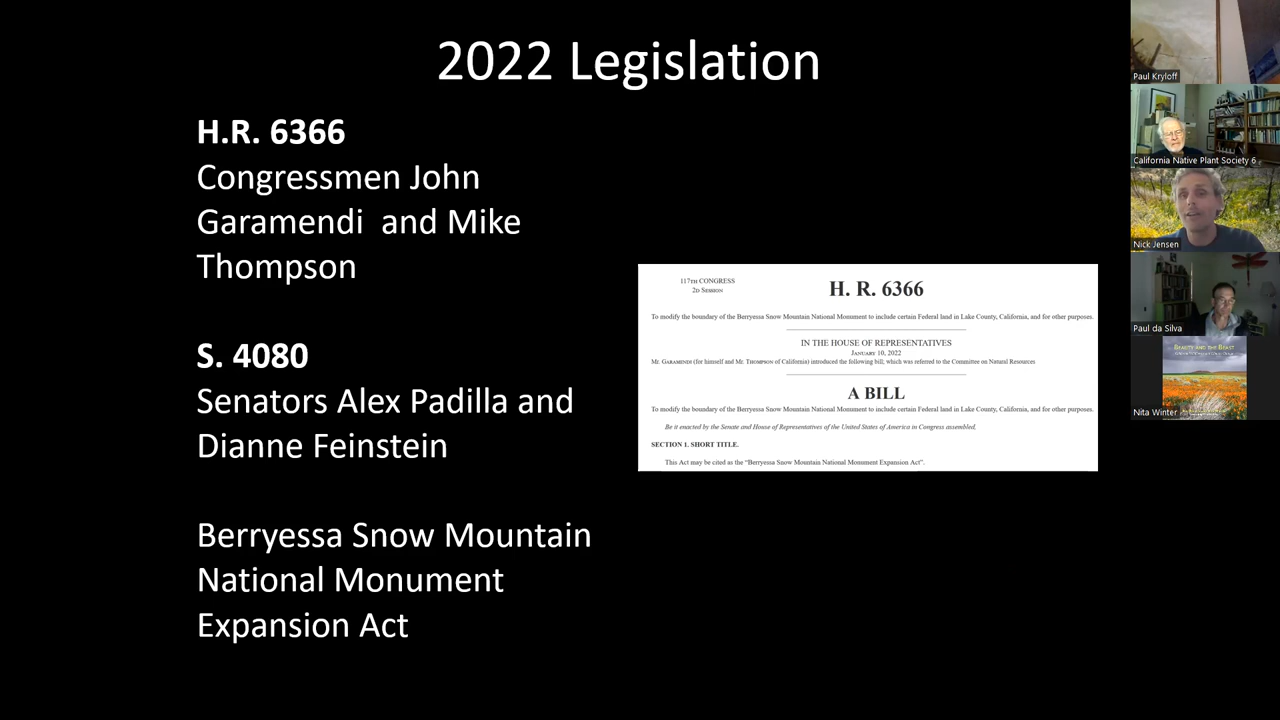 2022 Legislation
H.R. 6366
Congressmen John
Garamendi and Mike
Thompson
S. 4080
Senators Alex Padilla and
Dianne Feinstein
Berryessa Snow Mountain
National Monument
Expansion Act
117TH CONGRESS
2D SESSION
H. R. 6366
To modify the boundary of the Berryessa Snow Mountain National Monument to include certain Federal land in Lake County, California, and for other purposes.
IN THE HOUSE OF REPRESENTATIVES
JANUARY 10, 2022
Mr. GARAMENDI (for himself and Mr. THOMPSON of California) introduced the following bill; which was referred to the Committee on Natural Resources
A BILL
To modify the boundary of the Berryessa Snow Mountain National Monument to include certain Federal land in Lake County, California, and for other purposes.
Be it enacted by the Senate and House of Representatives of the United States of America in Congress assembled,
SECTION 1. SHORT TITLE.
This Act may be cited as the “Berryessa Snow Mountain National Monument Expansion Act”.
Paul Kryloff
California Native Plant Society 6
Nick Jensen
Paul da Silva
BEAUTY AND THE BEAST
Nita Winter